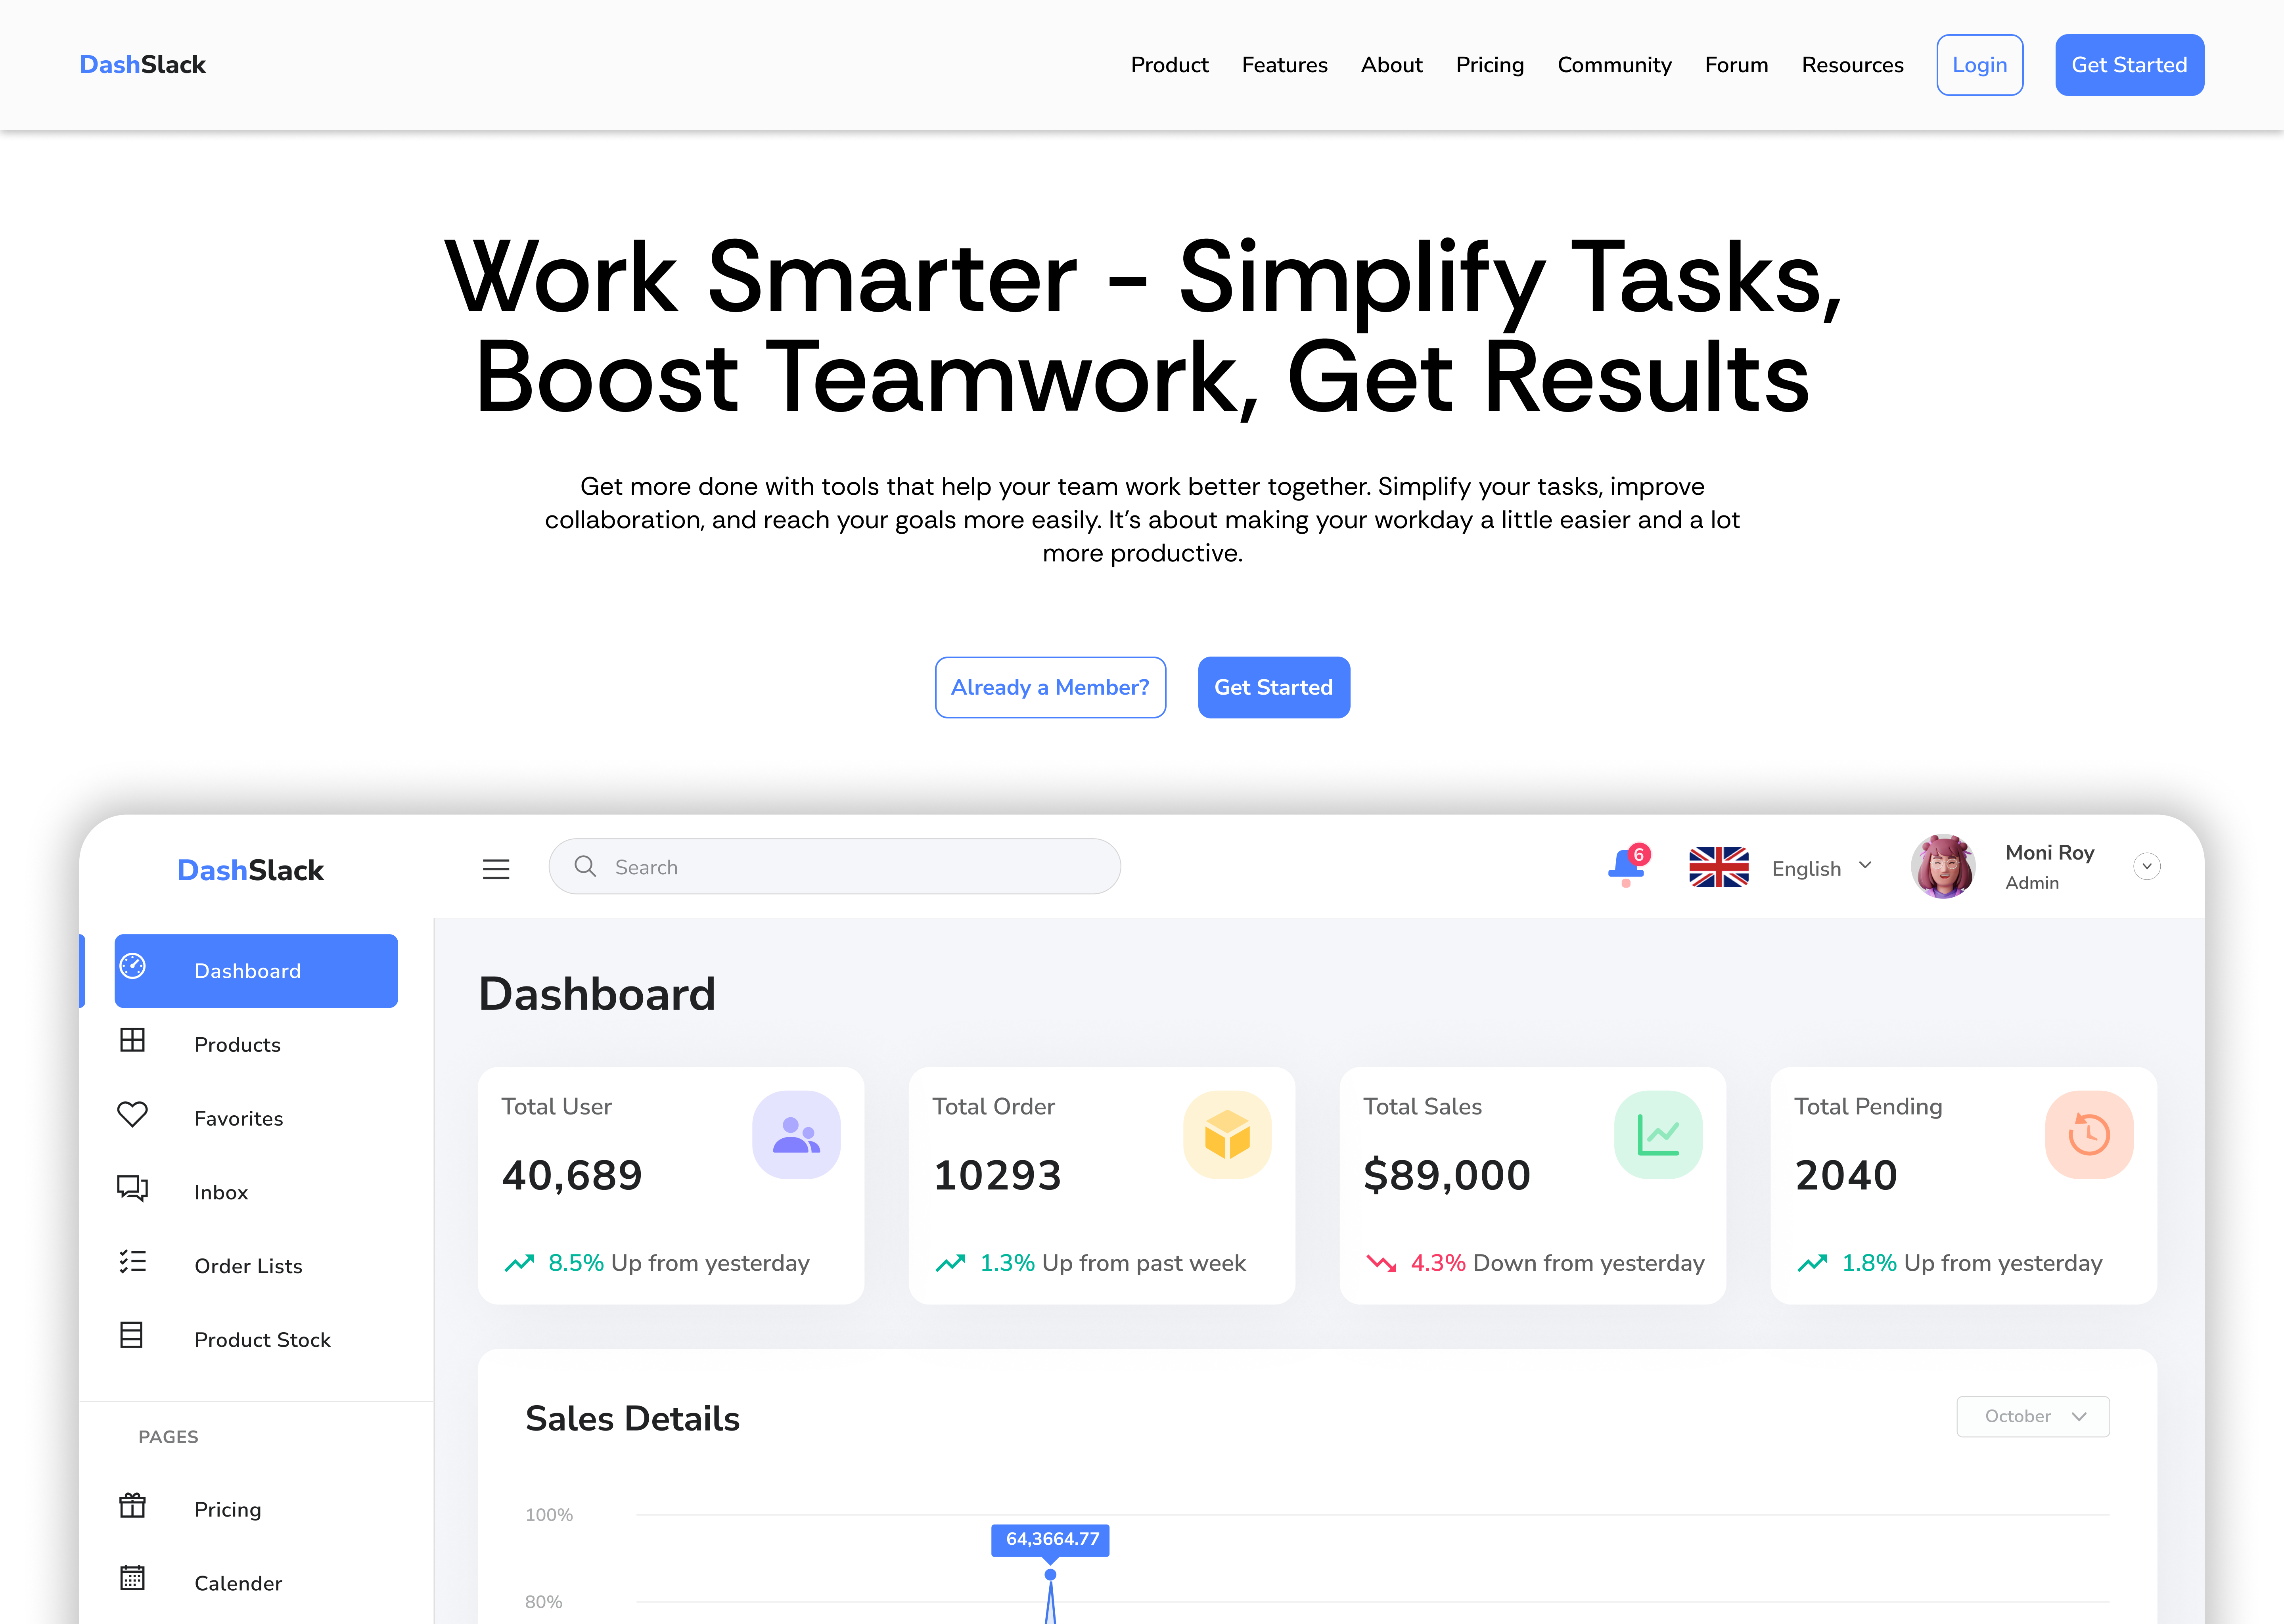 DashSlack
Product Features About Pricing Community Forum Resources Login Get Started
Work Smarter - Simplify Tasks,
Boost Teamwork, Get Results
Get more done with tools that help your team work better together. Simplify your tasks, improve
collaboration, and reach your goals more easily. It's about making your workday a little easier and a lot
more productive.
Already a Member? Get Started
DashSlack
Search
6
English
Moni Roy
Admin
Dashboard
Products
Favorites
Inbox
Order Lists
Product Stock
PAGES
Pricing
Calender
Dashboard
Total User
40,689
8.5% Up from yesterday
Total Order
10293
1.3% Up from past week
Total Sales
$89,000
4.3% Down from yesterday
Total Pending
2040
1.8% Up from yesterday
Sales Details
October
100%
64,3664.77
80%